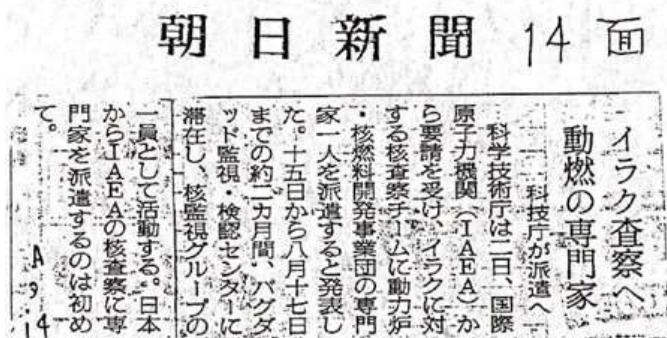 朝日新聞 14面
イラク査察へ
動燃の専門家
科技庁が派遣へ
科学技術庁は二日、国際
原子力機関（IAEA）か
ら要請を受け、イラクに対
する核査察チームに動力炉
・核燃料開発事業団の専門
家一人を派遣すると発表し
た。十五日から八月十七日
までの約二カ月間、バグダ
ッド監視・検認センターに
滞在し、核監視グループの
一員として活動する。日本
からIAEAの核査察に専
門家を派遣するのは初め
て。